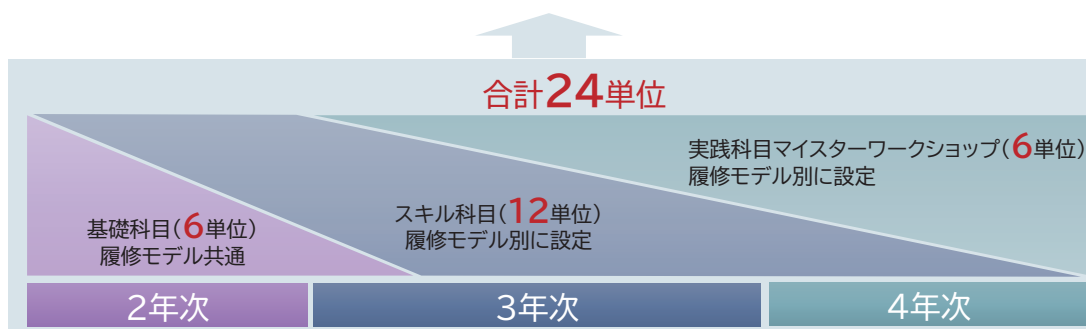 合計24単位
実践科目マイスターワークショップ(6単位)
履修モデル別に設定
スキル科目(12単位)
履修モデル別に設定
基礎科目(6単位)
履修モデル共通
2年次
3年次
4年次